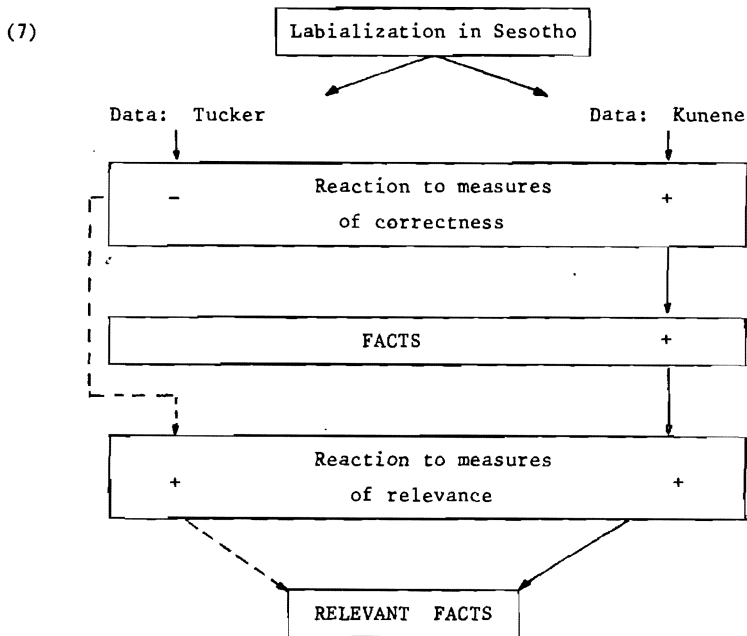 (7)
Labialization in Sesotho
Data: Tucker
Data: Kunene
Reaction to measures
- +
of correctness
FACTS +
Reaction to measures
+ +
of relevance
RELEVANT FACTS